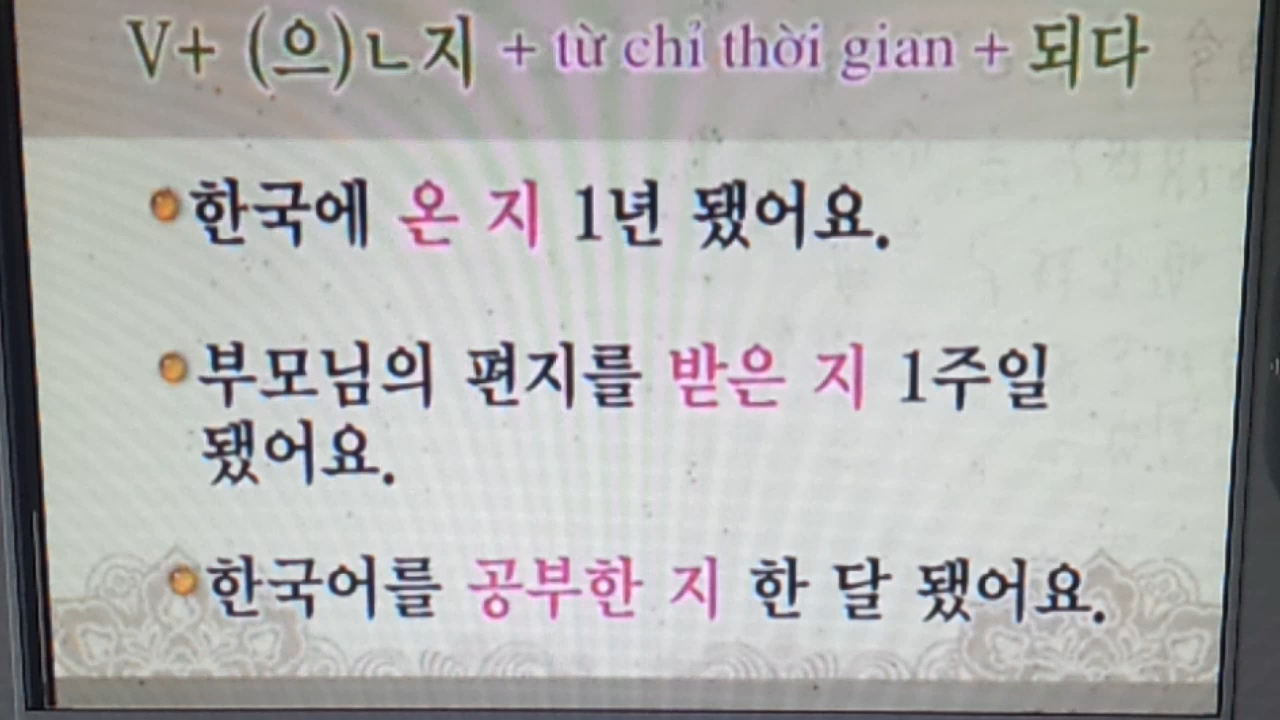 V+ (으)ㄴ지 + từ chỉ thời gian + 되다
한국에 온 지 1년 됐어요.
부모님의 편지를 받은 지 1주일
됐어요.
한국어를 공부한 지 한 달 됐어요.